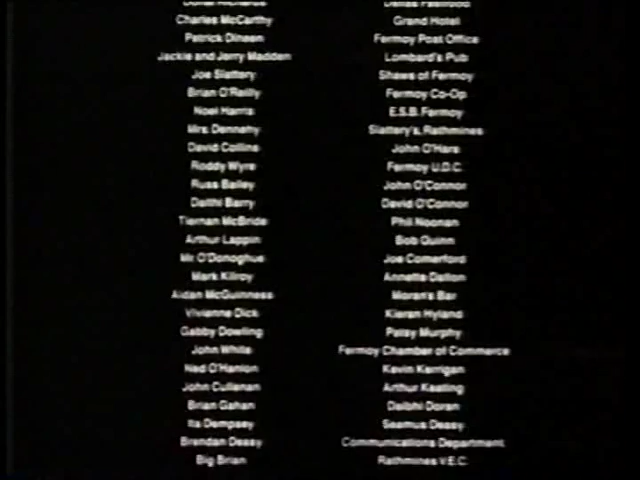 Charles McCarthy
Patrick Dineen
Jackie and Jerry Madden
Joe Slattery
Brian O'Reilly
Noel Harris
Mrs Dennehy
David Collins
Roddy Wyre
Russ Bailey
Daithi Barry
Tiernan McBride
Arthur Lappin
Mr O'Donoghue
Mark Kilroy
Aidan McGuinness
Vivienne Dick
Gabby Dowling
John White
Ned O'Hanlon
John Cullenan
Brian Gahan
Ita Dempsey
Brendan Deasy
Big Brian
Grand Hotel
Fermoy Post Office
Lombard's Pub
Shaws of Fermoy
Fermoy Co-Op
E.S.B. Fermoy
Slattery's, Rathmines
John O'Hare
Fermoy U.D.C.
John O'Connor
David O'Connor
Phil Noonan
Bob Quinn
Joe Comerford
Annette Dalton
Moran's Bar
Kieran Hyland
Patsy Murphy
Fermoy Chamber of Commerce
Kevin Kerrigan
Arthur Keating
Delphi Doran
Seamus Deasy
Communications Department
Rathmines V.E.C.